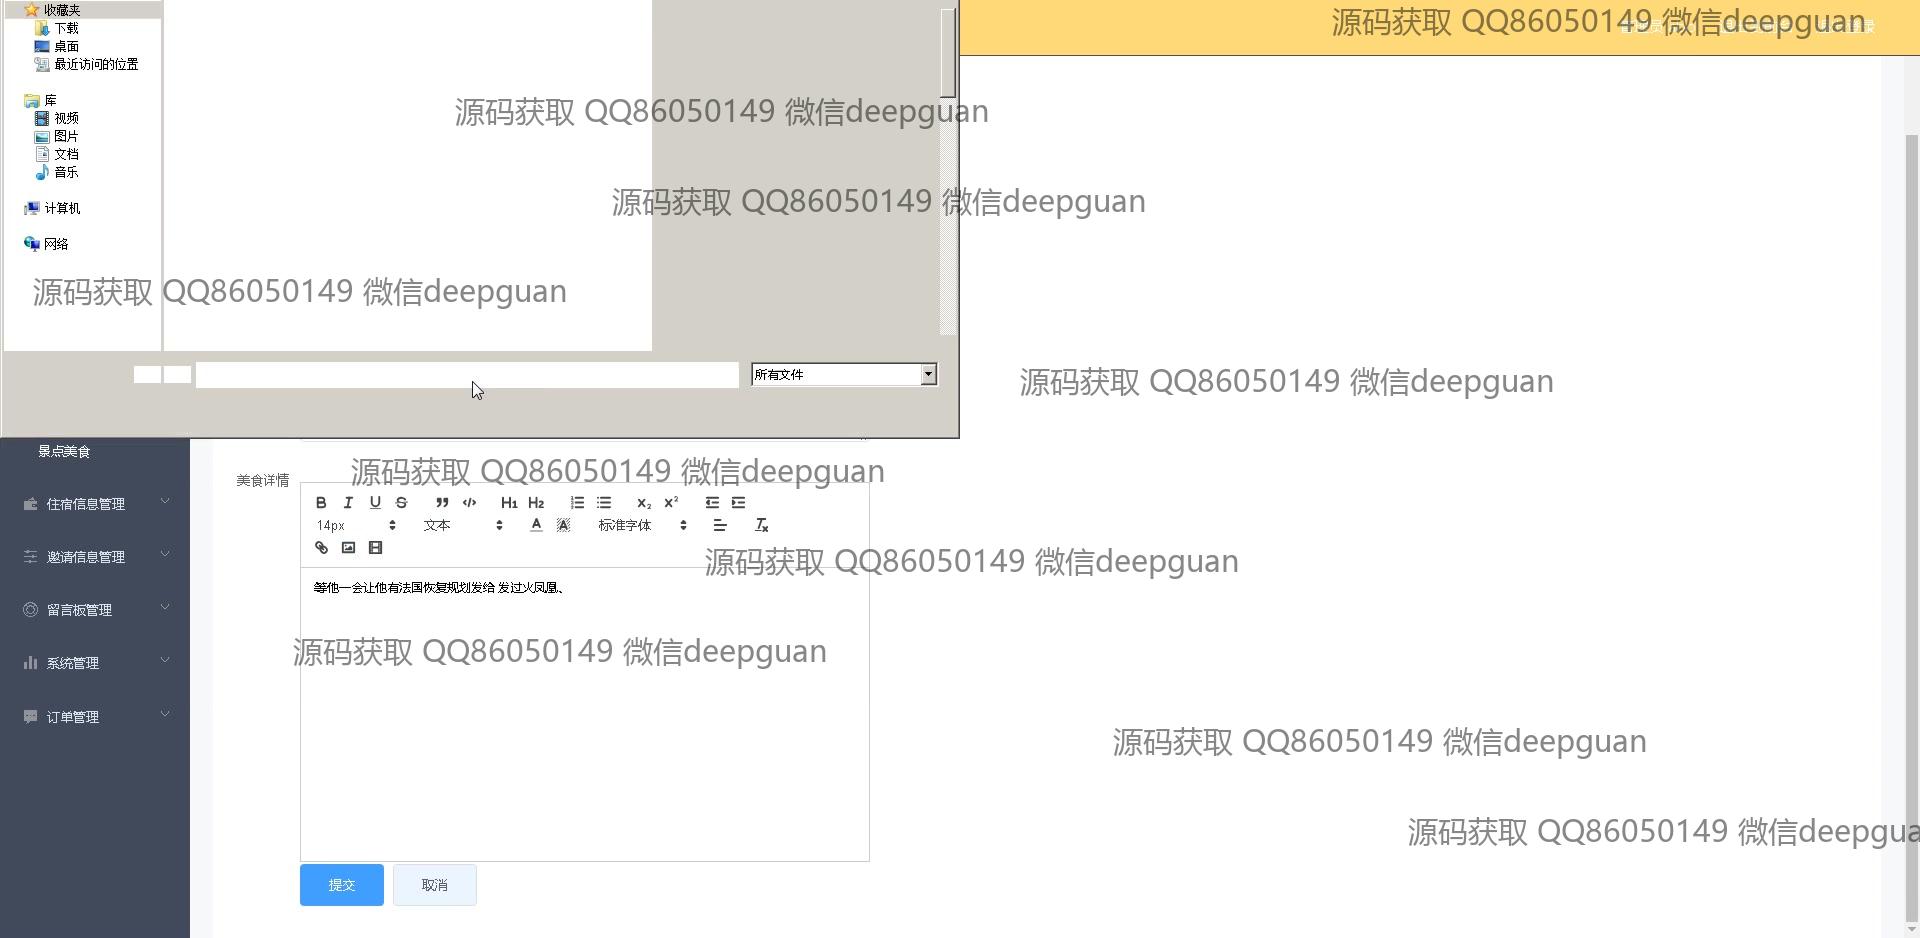 收藏夹
下载
桌面
最近访问的位置
库
视频
图片
文档
音乐
计算机
网络
所有文件
源码获取 QQ86050149 微信deepguan
源码获取 QQ86050149 微信deepguan
源码获取 QQ86050149 微信deepguan
源码获取 QQ86050149 微信deepguan
源码获取 QQ86050149 微信deepguan
景点美食
住宿信息管理
邀请信息管理
留言板管理
系统管理
订单管理
美食详情
源码获取 QQ86050149 微信deepguan
B I U S H1 H2 X2 X2
14px 文本 A A 标准字体
源码获取 QQ86050149 微信deepguan
等他一会让他有法国恢复规划发给 发过火凤凰、
源码获取 QQ86050149 微信deepguan
源码获取 QQ86050149 微信deepguan
源码获取 QQ86050149 微信deepgua
提交
取消